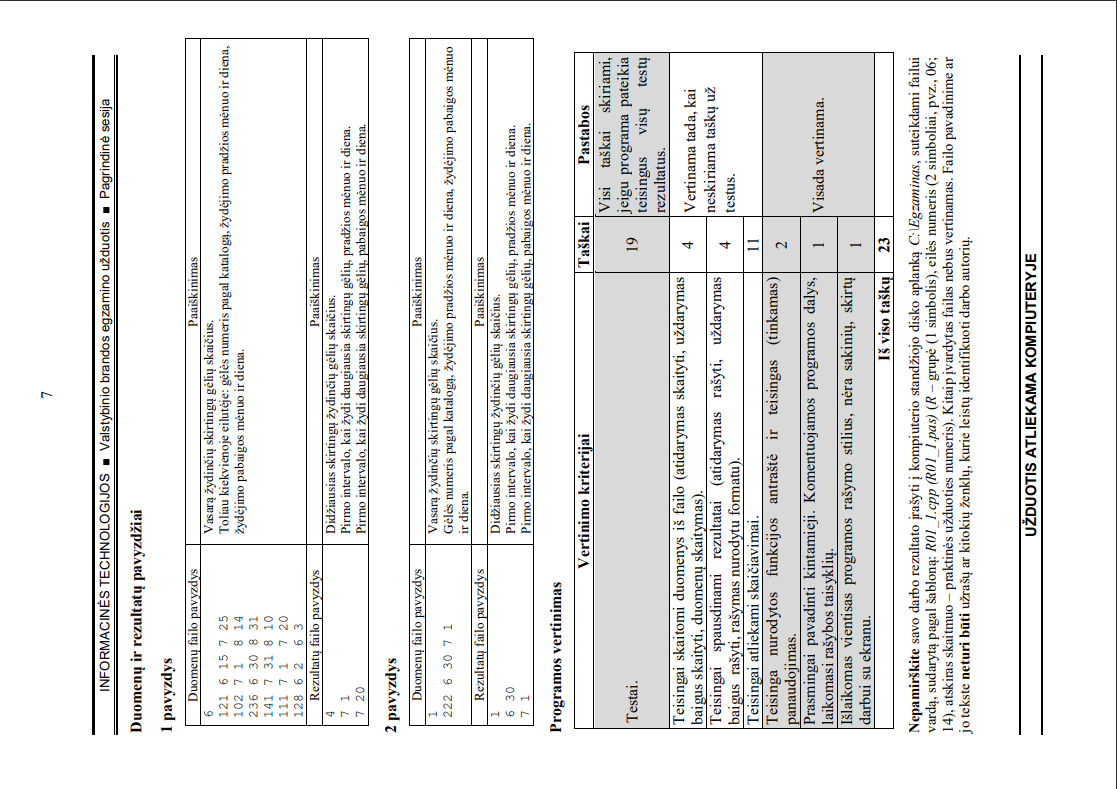 7
INFORMACINĖS TECHNOLOGIJOS ■ Valstybinio brandos egzamino užduotis ■ Pagrindinė sesija
Duomenų ir rezultatų pavyzdžiai
1 pavyzdys
Duomenų failo pavyzdys Paaiškinimas
6 Vasarą žydinčių skirtingų gėlių skaičius.
121 6 15 7 25 Toliau kiekvienoje eilutėje: gėlės numeris pagal katalogą, žydėjimo pradžios mėnuo ir diena,
102 7 1 8 14 žydėjimo pabaigos mėnuo ir diena.
236 6 30 8 31
141 7 31 8 10
111 7 1 7 20
128 6 2 6 3
Rezultatų failo pavyzdys Paaiškinimas
4 Didžiausias skirtingų žydinčių gėlių skaičius.
7 1 Pirmo intervalo, kai žydi daugiausia skirtingų gėlių, pradžios mėnuo ir diena.
7 20 Pirmo intervalo, kai žydi daugiausia skirtingų gėlių, pabaigos mėnuo ir diena.
2 pavyzdys
Duomenų failo pavyzdys Paaiškinimas
1 Vasarą žydinčių skirtingų gėlių skaičius.
222 6 30 7 1 Gėlės numeris pagal katalogą, žydėjimo pradžios mėnuo ir diena, žydėjimo pabaigos mėnuo
ir diena.
Rezultatų failo pavyzdys Paaiškinimas
1 Didžiausias skirtingų žydinčių gėlių skaičius.
6 30 Pirmo intervalo, kai žydi daugiausia skirtingų gėlių, pradžios mėnuo ir diena.
7 1 Pirmo intervalo, kai žydi daugiausia skirtingų gėlių, pabaigos mėnuo ir diena.
Programos vertinimas
Vertinimo kriterijai Taškai Pastabos
Testai. 19 Visi taškai skiriami,
jeigu programa pateikia
teisingus visų testų
rezultatus.
Teisingai skaitomi duomenys iš failo (atidarymas skaityti, uždarymas
baigus skaityti, duomenų skaitymas). 4 Vertinama tada, kai
neskiriama taškų už
testus.
Teisingai spausdinami rezultatai (atidarymas rašyti, uždarymas
baigus rašyti, rašymas nurodytu formatu). 4
Teisingai atliekami skaičiavimai. 11
Teisinga nurodytos funkcijos antraštė ir teisingas (tinkamas)
panaudojimas. 2 Visada vertinama.
Prasmingai pavadinti kintamieji. Komentuojamos programos dalys,
laikomasi rašybos taisyklių. 1
Išlaikomas vientisas programos rašymo stilius, nėra sakinių, skirtų
darbui su ekranu. 1
Iš viso taškų 23
Nepamirškite savo darbo rezultato įrašyti į kompiuterio standžiojo disko aplanką C:\Egzaminas, suteikdami failui
vardą, sudarytą pagal šabloną: R01_1.cpp (R01_1.pas) (R – grupė (1 simbolis), eilės numeris (2 simboliai, pvz., 06;
14), atskiras skaitmuo – praktinės užduoties numeris). Kitaip įvardytas failas nebus vertinamas. Failo pavadinime ar
jo tekste neturi būti užrašų ar kitokių ženklų, kurie leistų identifikuoti darbo autorių.
UŽDUOTIS ATLIEKAMA KOMPIUTERYJE